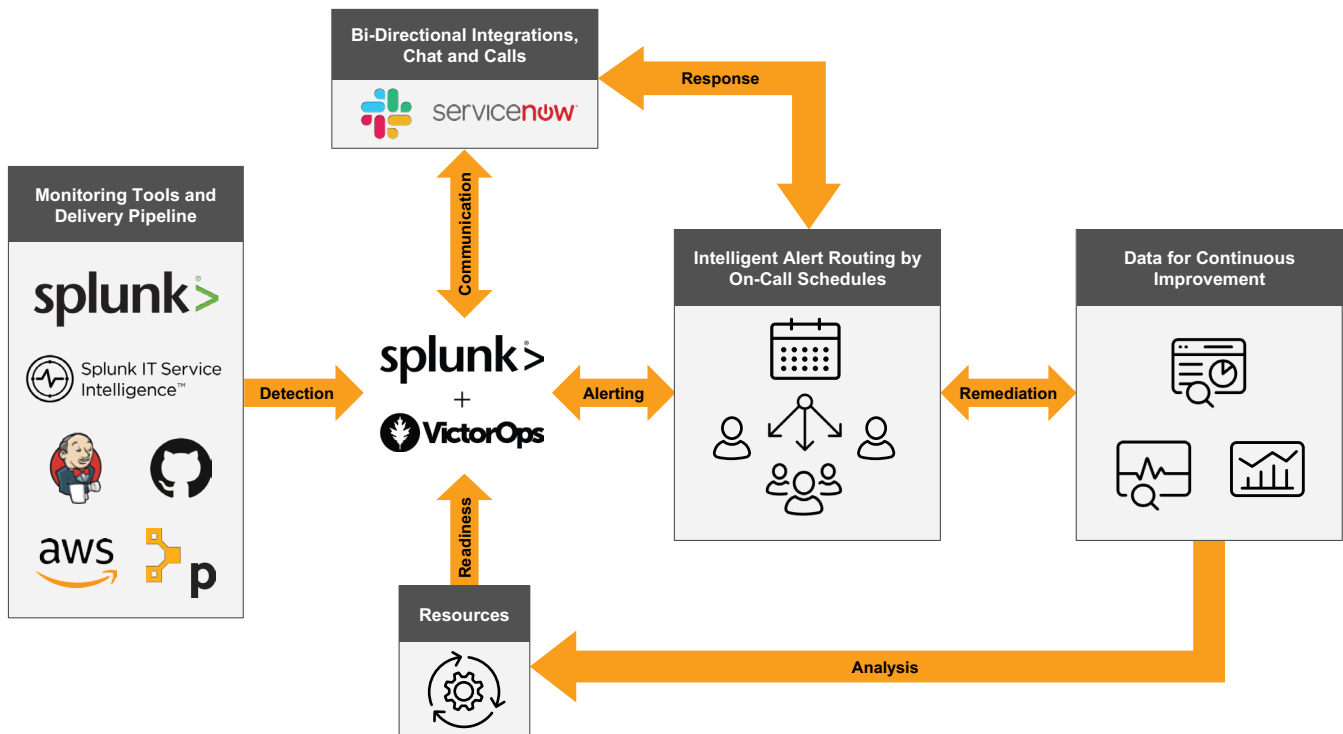 Bi-Directional Integrations,
Chat and Calls
servicenow
Response
Monitoring Tools and
Delivery Pipeline
splunk>
Splunk IT Service
Intelligence™
aws
p
Detection
Communication
splunk>
+
VictorOps
Alerting
Intelligent Alert Routing by
On-Call Schedules
Remediation
Data for Continuous
Improvement
Readiness
Resources
Analysis